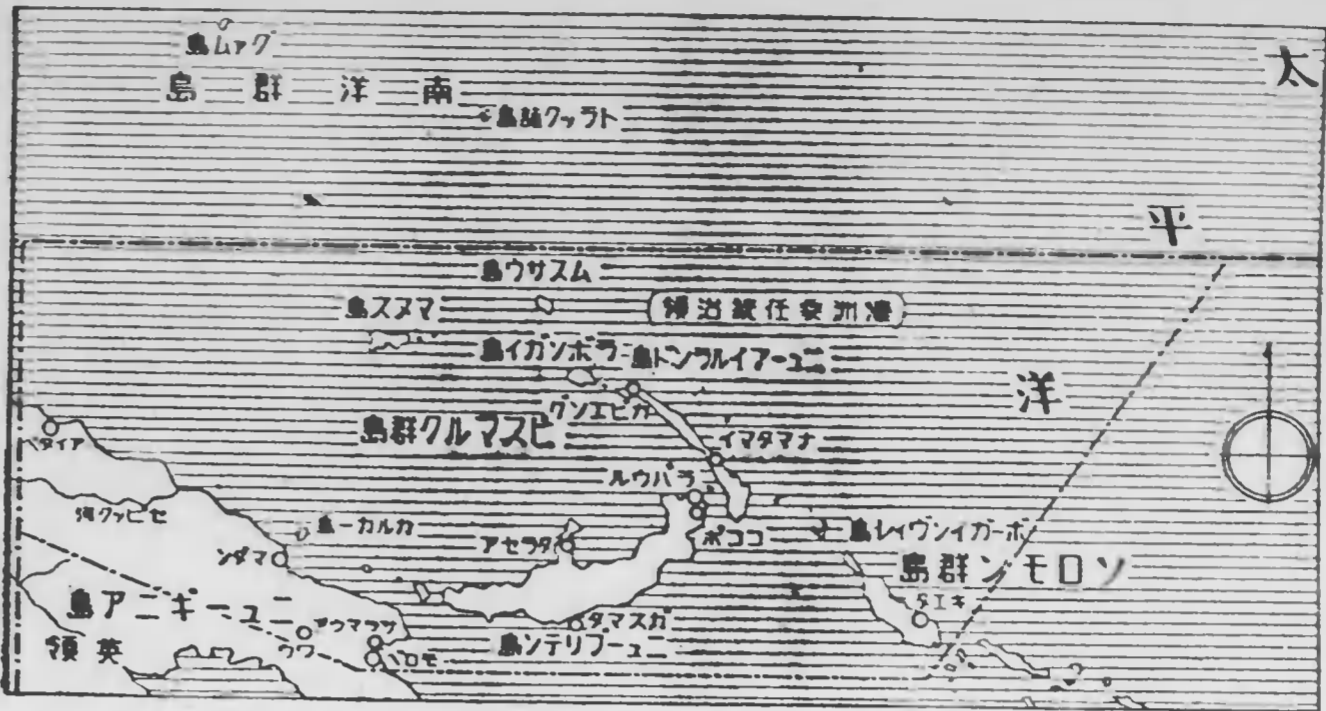 グァム島
南洋群島
トラック諸島
太平洋
ムスサウ島
マヌス島
濠洲委任統治領
ラボンガイ島
ニューアイルランド島
ガビエング
ビスマルク群島
ナマタマイ
ラバウル
ココポ
アイタ
セピック河
カルカー島
マダン
タラセア
ボーガインヴィレ島
ソロモン群島
キエタ
ニューギニア島
英領
ワウ
サラマウア
モロベ
ガスマタ
ニューブリテン島